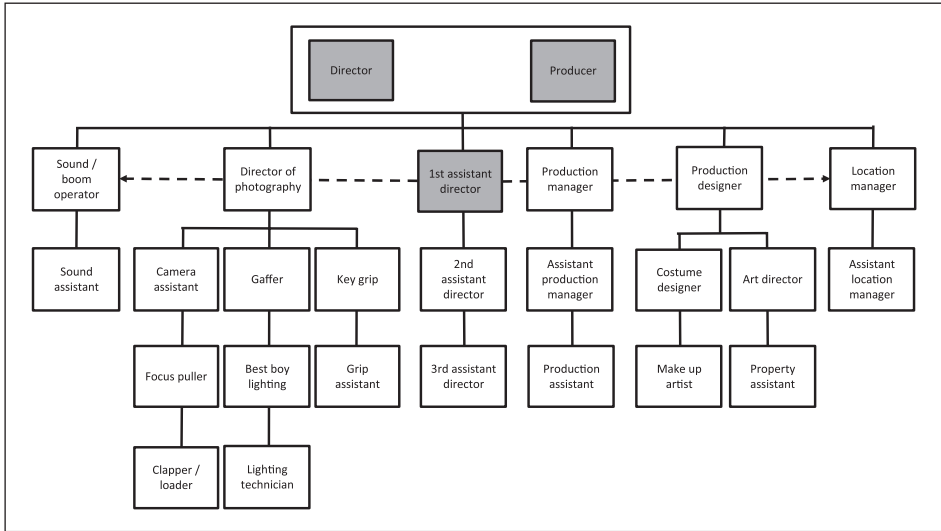 Director
Producer
Sound /
boom
operator
Director of
photography
1st assistant
director
Production
manager
Production
designer
Location
manager
Sound
assistant
Camera
assistant
Gaffer
Key grip
2nd
assistant
director
Assistant
production
manager
Costume
designer
Art director
Assistant
location
manager
Focus puller
Best boy
lighting
Grip
assistant
3rd assistant
director
Production
assistant
Make up
artist
Property
assistant
Clapper /
loader
Lighting
technician